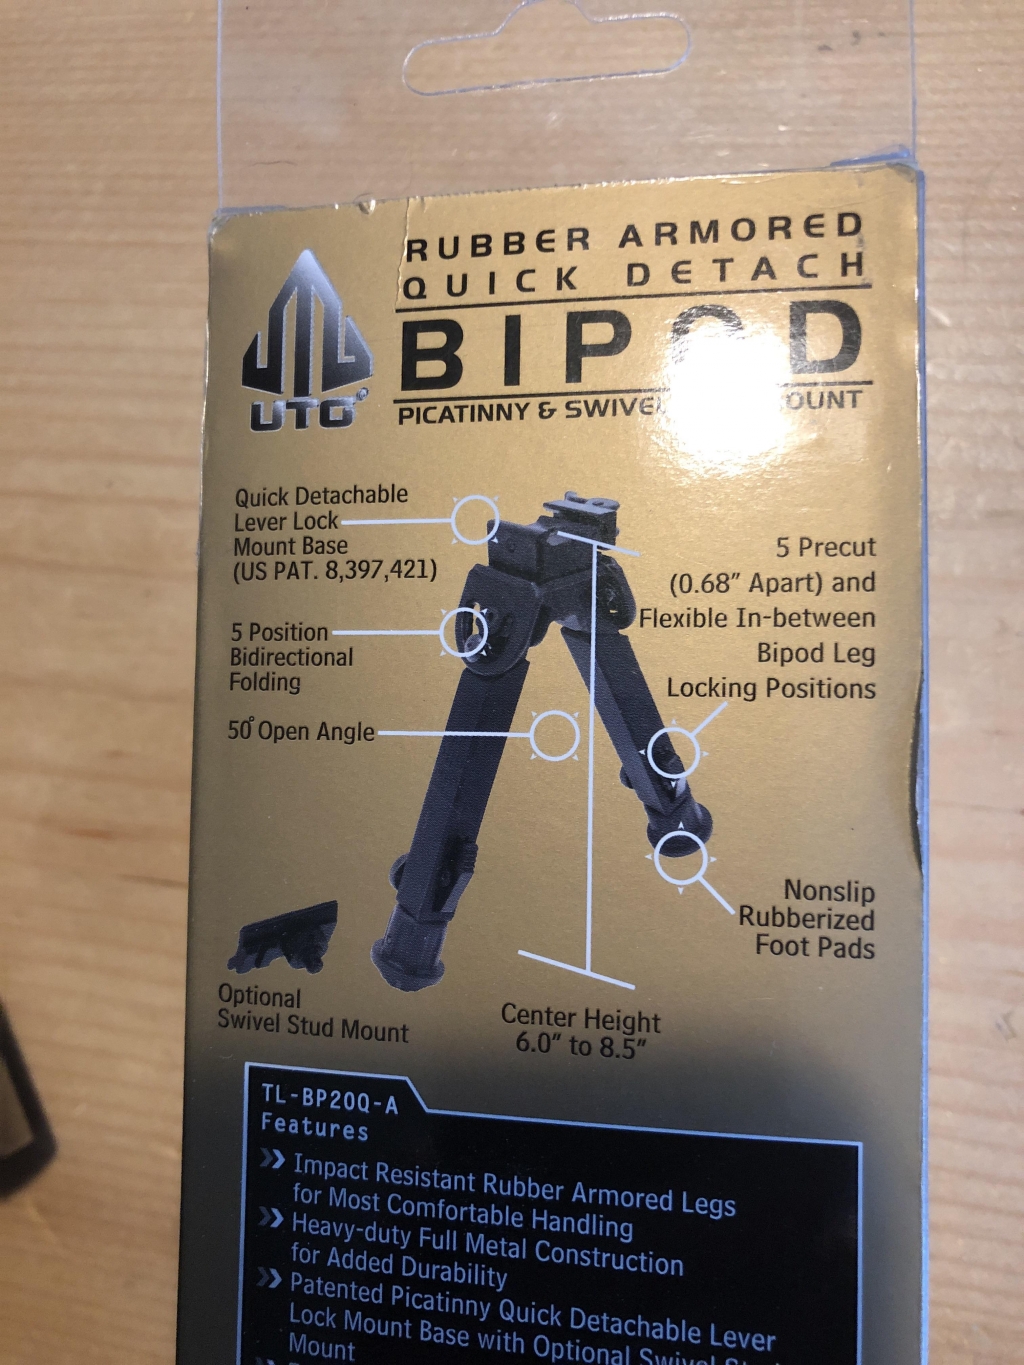 RUBBER ARMORED
QUICK DETACH
BIPOD
PICATINNY & SWIVEL MOUNT
UTG®
Quick Detachable
Lever Lock
Mount Base
(US PAT. 8,397,421)
5 Position
Bidirectional
Folding
50° Open Angle
5 Precut
(0.68" Apart) and
Flexible In-between
Bipod Leg
Locking Positions
Nonslip
Rubberized
Foot Pads
Optional
Swivel Stud Mount
Center Height
6.0" to 8.5"
TL-BP20Q-A
Features
Impact Resistant Rubber Armored Legs
for Most Comfortable Handling
Heavy-duty Full Metal Construction
for Added Durability
Patented Picatinny Quick Detachable Lever
Lock Mount Base with Optional Swivel
Mount